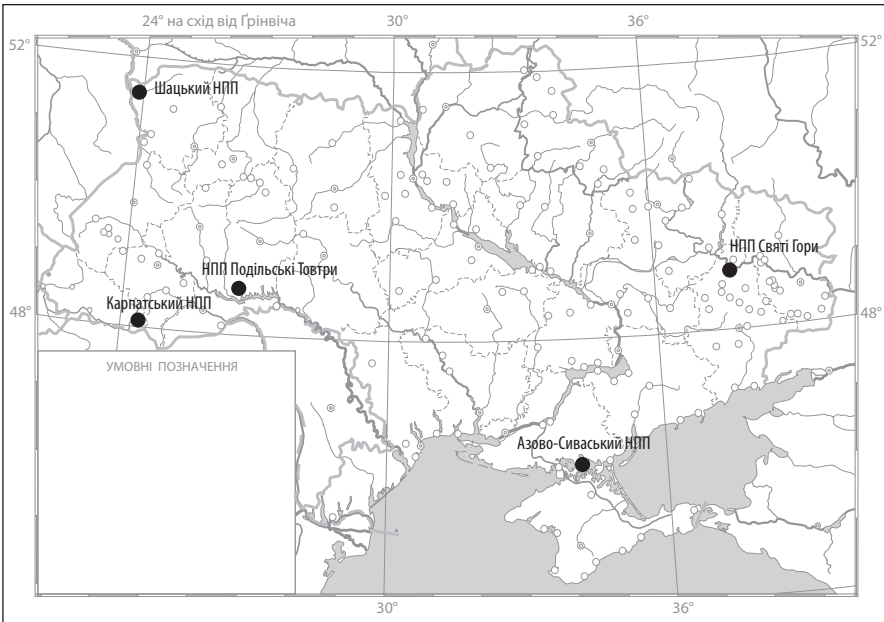 24° на схід від Ґрінвіча 30° 36°
52° 52°
Шацький НПП
НПП Святі Гори
НПП Подільські Товтри
Карпатський НПП
48° 48°
УМОВНІ ПОЗНАЧЕННЯ
Азово-Сиваський НПП
30° 36°